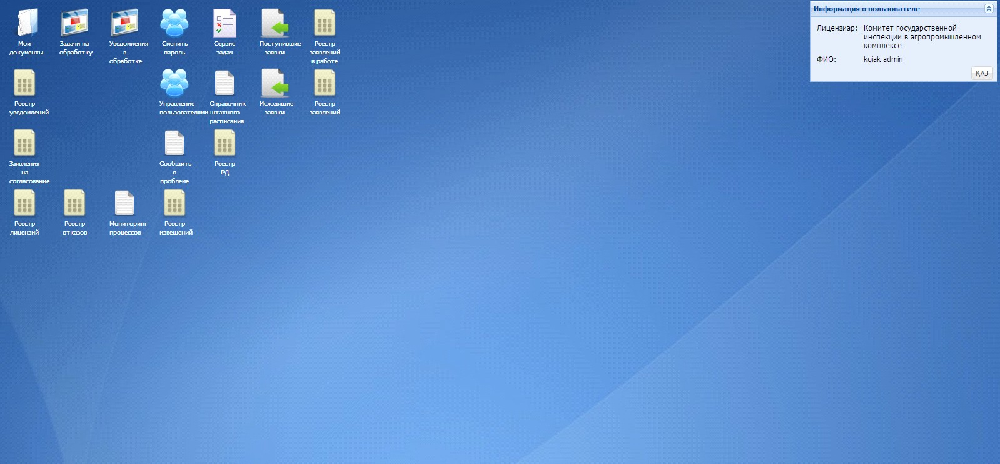 Мои
документы
Задачи на
обработку
Уведомления
в
обработке
Сменить
пароль
Сервис
задач
Поступившие
заявки
Реестр
заявлений
в работе
Реестр
уведомлений
Управление
пользователями
Справочник
штатного
расписания
Исходящие
заявки
Реестр
заявлений
Заявления
на
согласование
Сообщить
о
проблеме
Реестр
РД
Реестр
лицензий
Реестр
отказов
Мониторинг
процессов
Реестр
извещений
Информация о пользователе
Лицензиар: Комитет государственной
инспекции в агропромышленном
комплексе
ФИО: kgiak admin
ҚАЗ